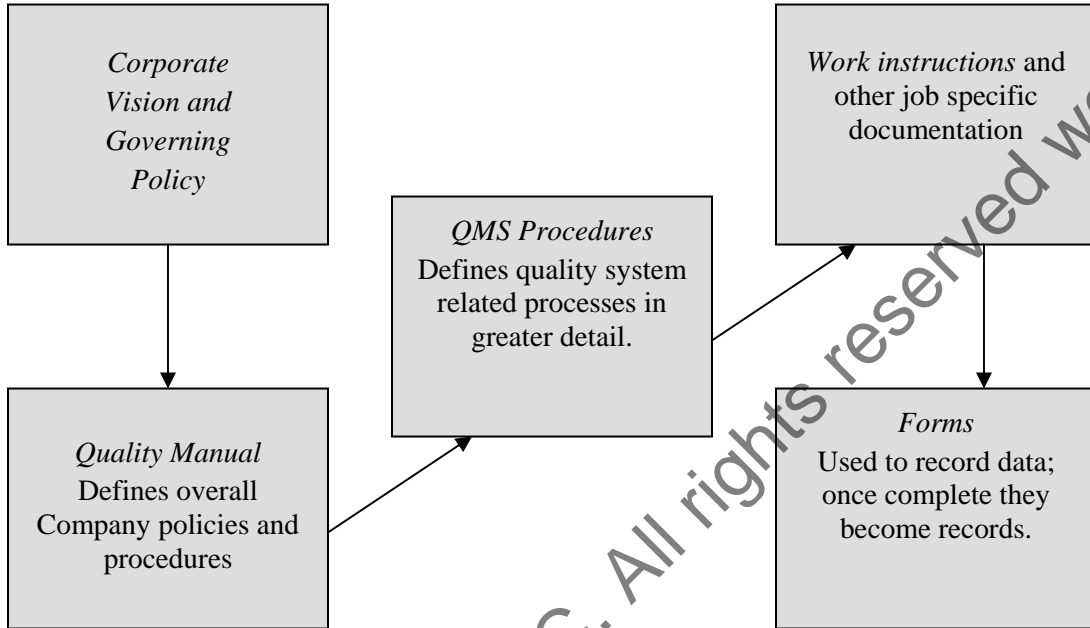 Corporate
Vision and
Governing
Policy
Quality Manual
Defines overall
Company policies and
procedures
QMS Procedures
Defines quality system
related processes in
greater detail.
Work instructions and
other job specific
documentation
Forms
Used to record data;
once complete they
become records.
C. All rights reserved w